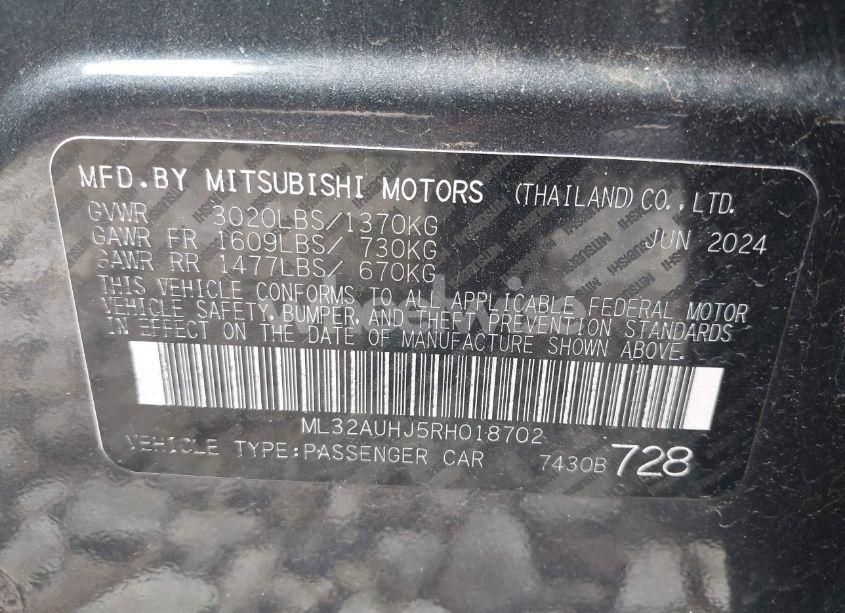 MFD.BY MITSUBISHI MOTORS (THAILAND)CO.,LTD.
GVWR 3020LBS/1370KG JUN 2024
GAWR FR 1609LBS/ 730KG
GAWR RR 1477LBS/ 670KG
THIS VEHICLE CONFORMS TO ALL APPLICABLE FEDERAL MOTOR
VEHICLE SAFETY, BUMPER, AND THEFT PREVENTION STANDARDS
IN EFFECT ON THE DATE OF MANUFACTURE SHOWN ABOVE.
ML32AUHJ5RH018702
VEHICLE TYPE:PASSENGER CAR 7430B 728